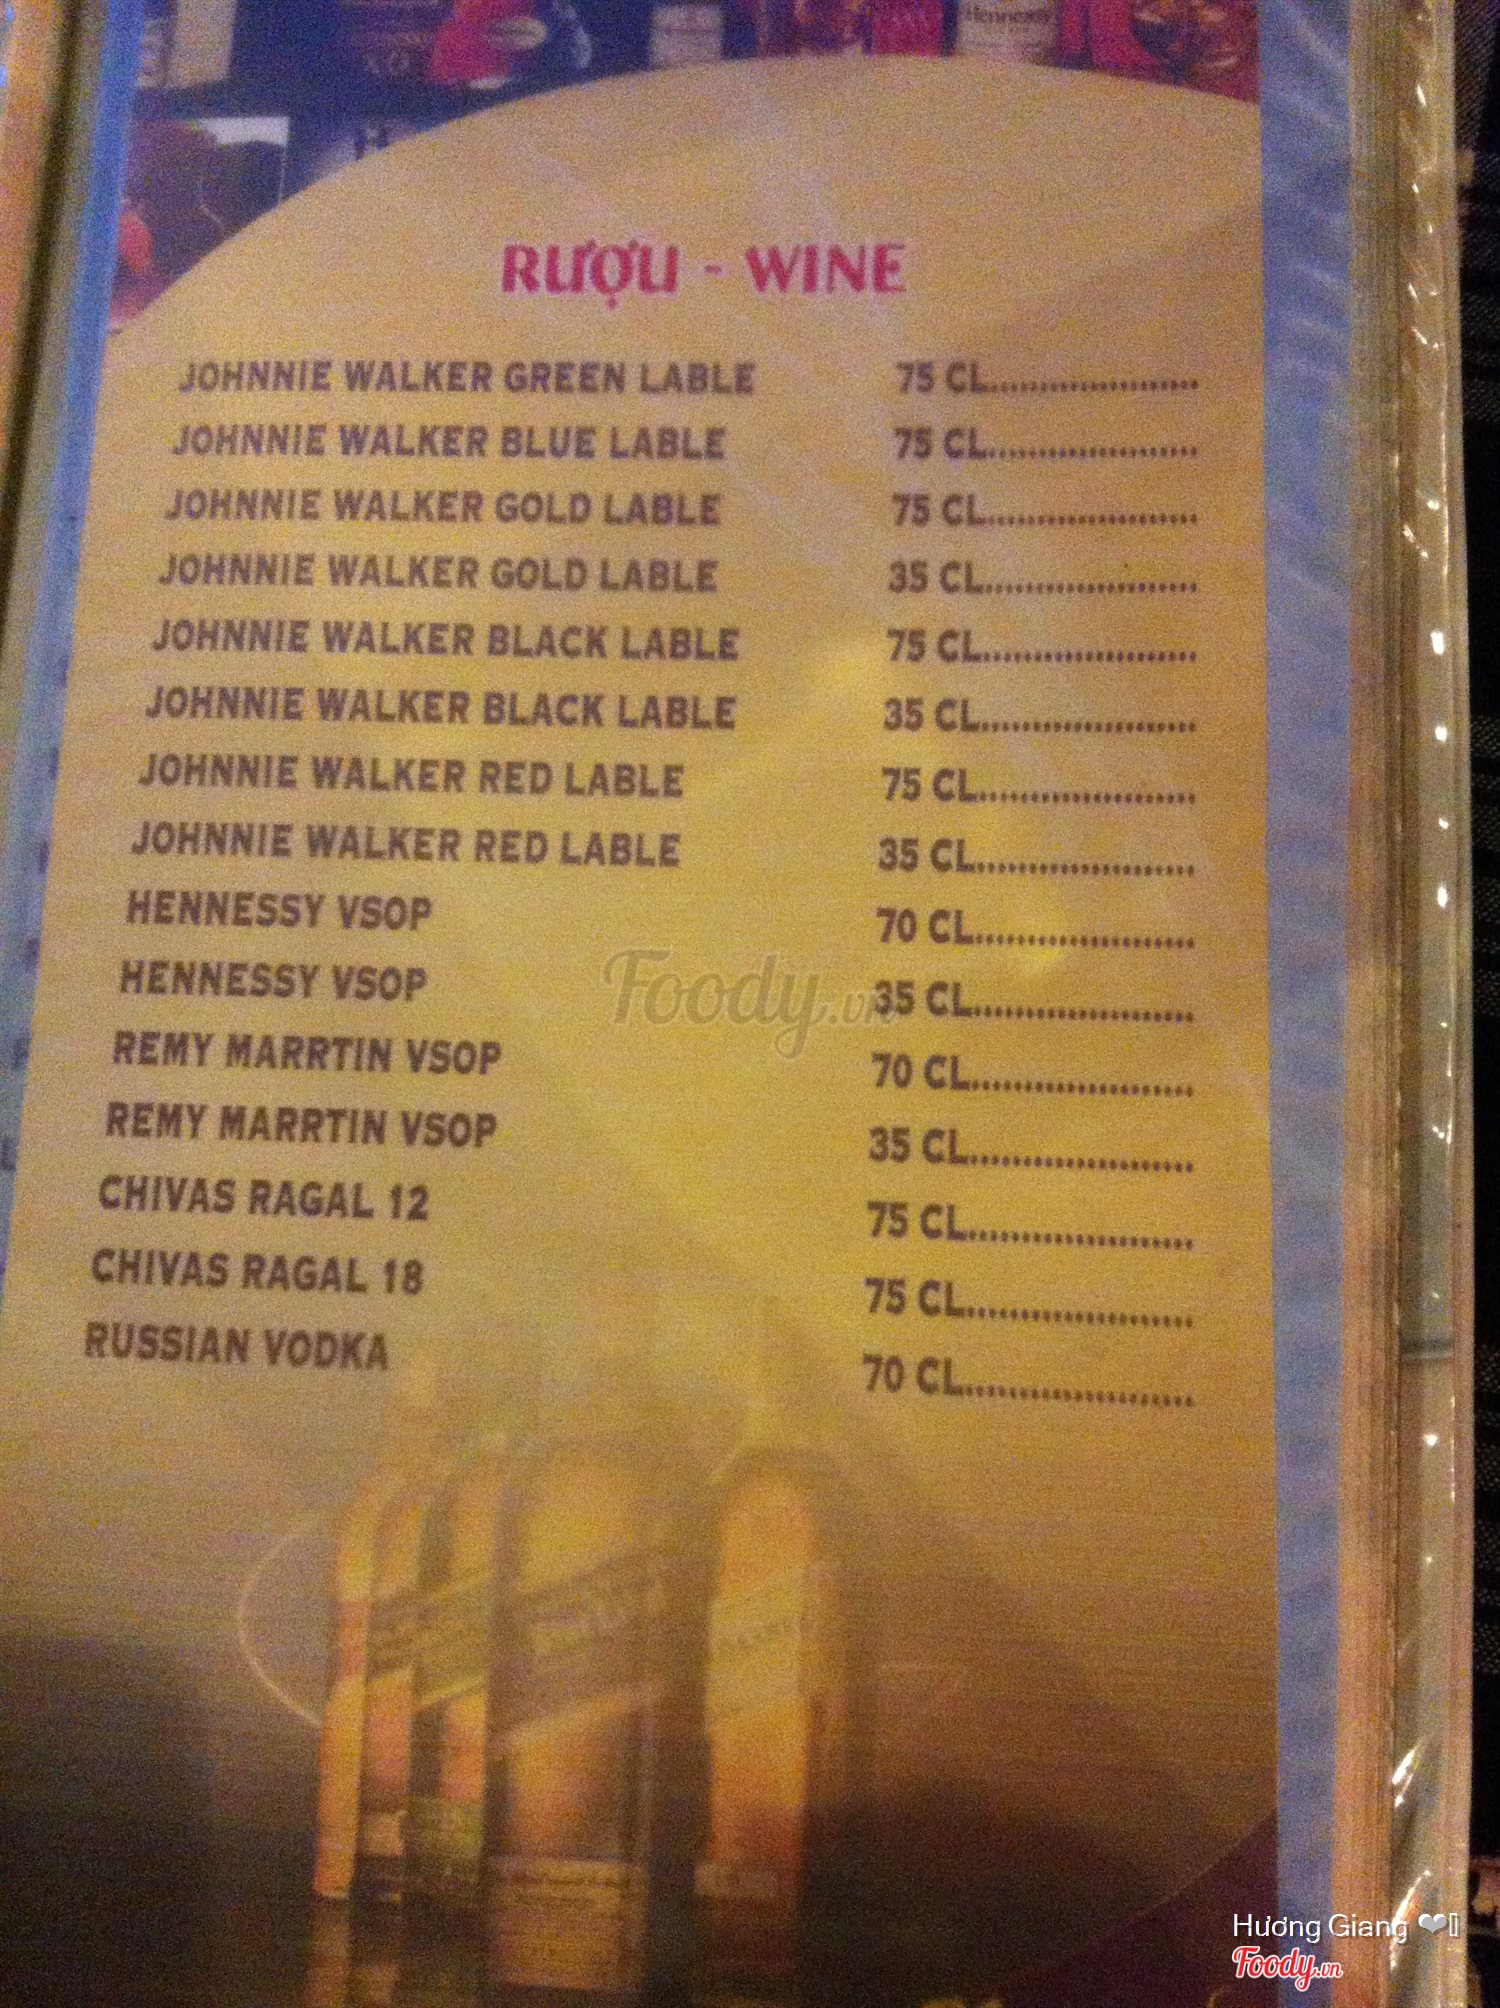 Hennessy
RƯỢU - WINE
JOHNNIE WALKER GREEN LABLE 75 CL.........................
JOHNNIE WALKER BLUE LABLE 75 CL.........................
JOHNNIE WALKER GOLD LABLE 75 CL.........................
JOHNNIE WALKER GOLD LABLE 35 CL.........................
JOHNNIE WALKER BLACK LABLE 75 CL.........................
JOHNNIE WALKER BLACK LABLE 35 CL.........................
JOHNNIE WALKER RED LABLE 75 CL.........................
JOHNNIE WALKER RED LABLE 35 CL.........................
HENNESSY VSOP 70 CL.........................
HENNESSY VSOP 35 CL.........................
REMY MARRTIN VSOP 70 CL.........................
REMY MARRTIN VSOP 35 CL.........................
CHIVAS RAGAL 12 75 CL.........................
CHIVAS RAGAL 18 75 CL.........................
RUSSIAN VODKA 70 CL.........................
Foody.vn
Hương Giang ❤
Foody.vn